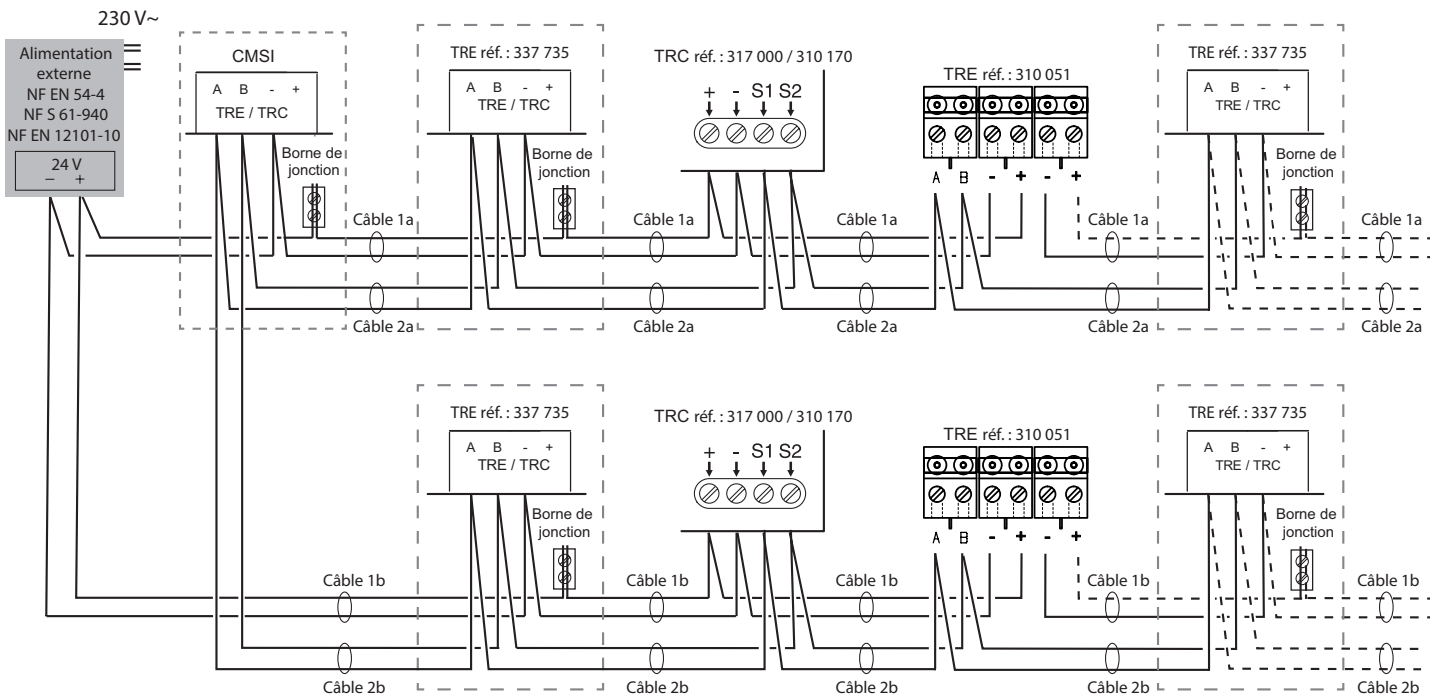 230 V~
Alimentation
externe
NF EN 54-4
NF S 61-940
NF EN 12101-10
24 V
– +
CMSI
A B - +
TRE / TRC
Borne de
jonction
TRE réf. : 337 735
A B - +
TRE / TRC
Borne de
jonction
TRC réf. : 317 000 / 310 170
+ - S1 S2
TRE réf. : 310 051
A B - + - +
TRE réf. : 337 735
A B - +
TRE / TRC
Borne de
jonction
Câble 1a
Câble 1a
Câble 1a
Câble 1a
Câble 1a
Câble 2a
Câble 2a
Câble 2a
Câble 2a
Câble 2a
TRE réf. : 337 735
A B - +
TRE / TRC
Borne de
jonction
TRC réf. : 317 000 / 310 170
+ - S1 S2
TRE réf. : 310 051
A B - + - +
TRE réf. : 337 735
A B - +
TRE / TRC
Borne de
jonction
Câble 1b
Câble 1b
Câble 1b
Câble 1b
Câble 1b
Câble 2b
Câble 2b
Câble 2b
Câble 2b
Câble 2b